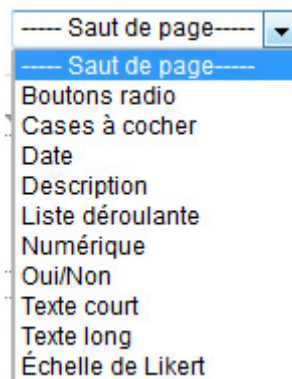 ----- Saut de page-----
----- Saut de page-----
Boutons radio
Cases à cocher
Date
Description
Liste déroulante
Numérique
Oui/Non
Texte court
Texte long
Échelle de Likert